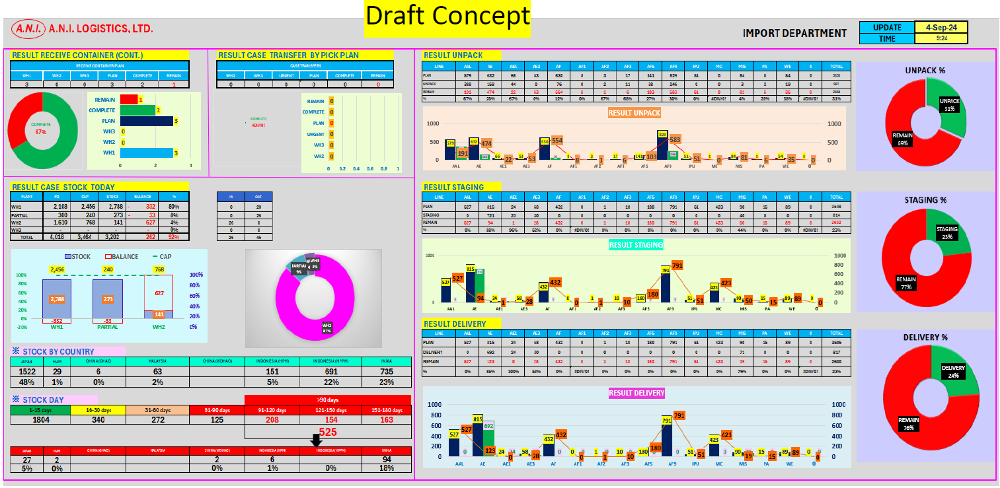 Draft Concept
A.N.I. A.N.I. LOGISTICS, LTD.
IMPORT DEPARTMENT
UPDATE 4-Sep-24
TIME 9:24
RESULT RECEIVE CONTAINER (CONT.)
RECEIVE CONTAINER PLAN
WH1 WH2 WH3 PLAN COMPLETE REMAIN
3 0 0 3 2 1
COMPLETE
67%
REMAIN 1
COMPLETE 2
PLAN 3
WH3 0
WH2 0
WH1 3
0 2 4
RESULT CASE TRANSFER BY PICK PLAN
CASE TRANSFERS
WH2 WH3 URGENT PLAN COMPLETE REMAIN
0 0 0 0 0 0
COMPLETE
#DIV/0!
REMAIN 0
COMPLETE 0
PLAN 0
URGENT 0
WH3 0
WH2 0
0 0.2 0.4 0.6 0.8 1
RESULT CASE STOCK TODAY
PLANT M2 CAP STOCK BALANCE %
WH1 2,108 2,456 2,788 - 332 80%
PARTIAL 300 240 273 - 33 8%
WH2 1,610 768 141 627 4%
WH3 - - - - 0%
TOTAL 4,018 3,464 3,202 262 92%
IN OUT
0 20
0 26
26 0
0 0
26 46
STOCK BALANCE CAP
2,456 240 768
100% 80% 60% 40% 20% 0% -20%
2,788 273 627 141
-332 -33
100% 80% 60% 40% 20% 0%
WH1 PARTIAL WH2
PARTIAL
9%
WH3
WH1
87%
※ STOCK BY COUNTRY
JAPAN HAM CHINA (GHAC) MALAYSIA CHINA (WDHAC) INDONESIA (HPM) INDONESIA (HPPM) INDIA
1522 29 6 63 151 691 735
48% 1% 0% 2% 5% 22% 23%
※ STOCK DAY
>90 days
1-15 days 16-30 days 31-60 days 61-90 days 91-120 days 121-150 days 151-180 days
1804 340 272 125 208 154 163
525
JAPAN HAM CHINA (GHAC) MALAYSIA CHINA (WDHAC) INDONESIA (HPM) INDONESIA (HPPM) INDIA
27 2 2 6 94
5% 0% 0% 1% 0% 18%
RESULT UNPACK
LINE AAL AE AE1 AE3 AF AF1 AF2 AF3 AF5 AF9 IPU MC MIS PA WE 0 TOTAL
PLAN 579 632 66 53 630 8 3 17 141 829 51 0 84 8 54 0
UNPACK 388 158 44 0 76 0 2 11 38 246 0 0 3 2 19 0
REMAIN 191 474 22 53 554 8 1 6 103 583 51 0 81 6 35 0
% 67% 25% 67% 0% 12% 0% 67% 65% 27% 30% 0% #DIV/0! 4% 25% 35% #DIV/0! 31%
RESULT UNPACK
1000 500 0
579 632 66 53 630 3 17 141 829 51 0 84 8 54 0
191 474 22 53 554 8 1 6 103 583 51 0 81 6 35 0
1000 500 0
AAL AE AE1 AE3 AF AF1 AF2 AF3 AF5 AF9 IPU MC MIS PA WE 0
UNPACK %
UNPACK
31%
REMAIN
69%
RESULT STAGING
LINE AAL AE AE1 AE3 AF AF1 AF2 AF3 AF5 AF9 IPU MC MIS PA WE 0 TOTAL
PLAN 527 815 24 58 432 0 1 10 180 791 51 423 90 15 89 0 3506
STAGING 0 721 23 30 0 0 0 0 0 0 0 0 40 0 0 0 814
REMAIN 527 94 1 28 432 0 1 10 180 791 51 423 50 15 89 0 2692
% 0% 88% 96% 52% 0% #DIV/0! 0% 0% 0% 0% 0% 0% 44% 0% 0% #DIV/0! 23%
RESULT STAGING
1000 500 0
527 815 24 58 432 0 1 10 180 791 51 423 90 15 89 0
527 94 1 28 432 0 1 10 180 791 51 423 50 15 89 0
1000 800 600 400 200 0
AAL AE AE1 AE3 AF AF1 AF2 AF3 AF5 AF9 IPU MC MIS PA WE 0
STAGING %
STAGING
23%
REMAIN
77%
RESULT DELIVERY
LINE AAL AE AE1 AE3 AF AF1 AF2 AF3 AF5 AF9 IPU MC MIS PA WE 0 TOTAL
PLAN 527 815 24 58 432 0 1 10 180 791 51 423 90 15 89 0 3506
DELIVERY 0 692 24 30 0 0 0 0 0 0 0 0 71 0 0 0 817
REMAIN 527 123 0 28 432 0 1 10 180 791 51 423 19 15 89 0 2600
% 0% 85% 100% 52% 0% #DIV/0! 0% 0% 0% 0% 0% 0% 79% 0% 0% #DIV/0! 23%
RESULT DELIVERY
1000 800 600 400 200 0
527 815 24 58 432 0 1 10 180 791 51 423 90 15 89 0
527 123 0 28 432 0 1 10 180 791 51 423 19 15 89 0
0 692
1000 800 600 400 200 0
AAL AE AE1 AE3 AF AF1 AF2 AF3 AF5 AF9 IPU MC MIS PA WE 0
DELIVERY %
DELIVERY
24%
REMAIN
76%